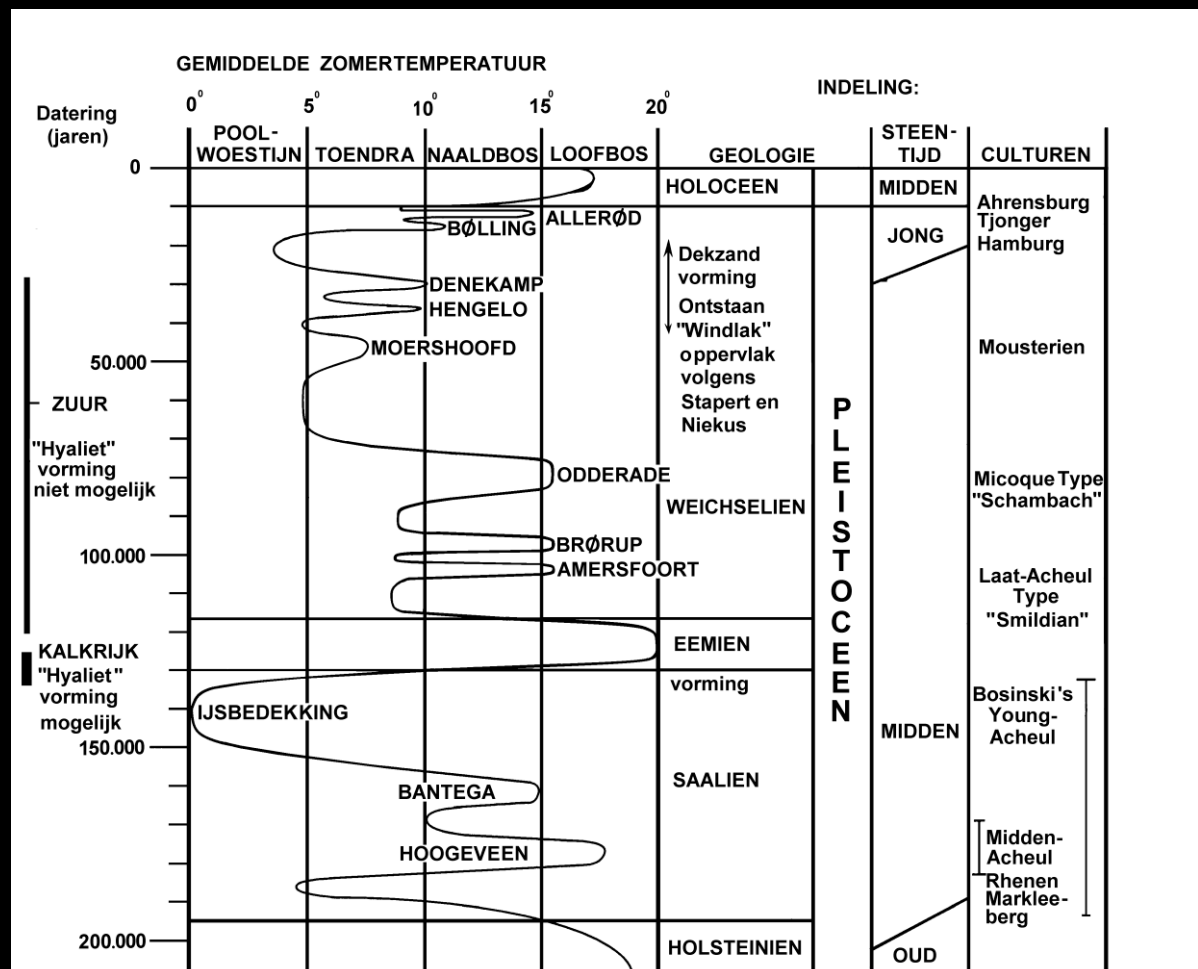 GEMIDDELDE ZOMERTEMPERATUUR
INDELING:
Datering
(jaren)
0° 5° 10° 15° 20°
POOL-
WOESTIJN
TOENDRA
NAALDBOS
LOOFBOS
GEOLOGIE
STEEN-
TIJD
CULTUREN
0
HOLOCEEN
MIDDEN
Ahrensburg
Tjonger
Hamburg
ALLERØD
BØLLING
JONG
Dekzand
vorming
DENEKAMP
HENGELO
Ontstaan
"Windlak"
oppervlak
volgens
Stapert en
Niekus
MOERSHOOFD
50.000
Mousterien
ZUUR
"Hyaliet"
vorming
niet mogelijk
PLEISTOCEEN
ODDERADE
WEICHSELIEN
Micoque Type
"Schambach"
BRØRUP
100.000
AMERSFOORT
Laat-Acheul
Type
"Smildian"
EEMIEN
KALKRIJK
"Hyaliet"
vorming
mogelijk
vorming
IJSBEDEKKING
Bosinski's
Young-
Acheul
MIDDEN
150.000
SAALIEN
BANTEGA
HOOGEVEEN
Midden-
Acheul
Rhenen
Marklee-
berg
200.000
HOLSTEINIEN
OUD